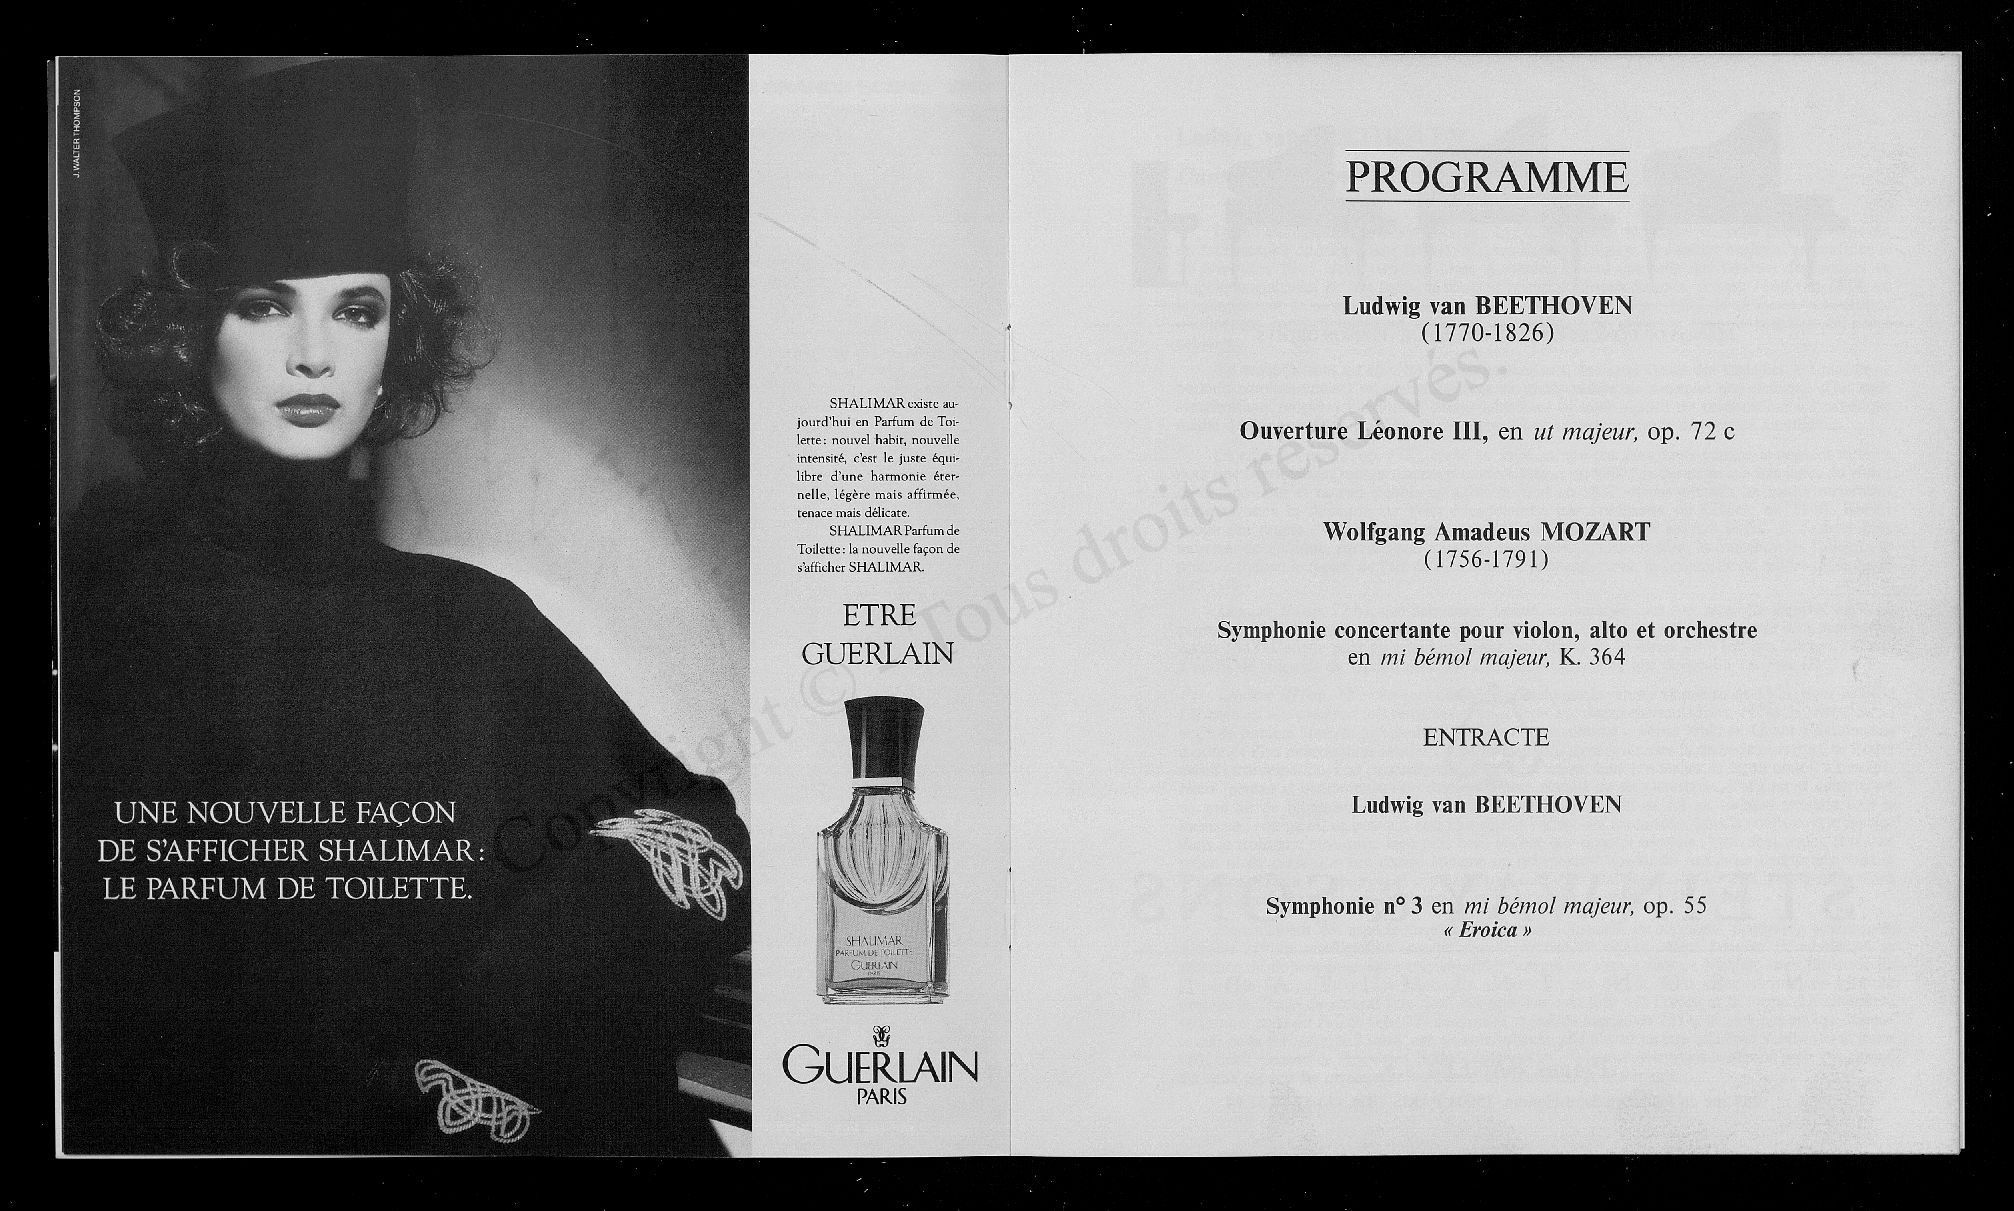 J. WALTER THOMPSON
UNE NOUVELLE FAÇON
DE S'AFFICHER SHALIMAR:
LE PARFUM DE TOILETTE.
SHALIMAR existe au-
jourd'hui en Parfum de Toi-
lette: nouvel habit, nouvelle
intensité, c'est le juste équi-
libre d'une harmonie éter-
nelle, légère mais affirmée,
tenace mais délicate.
SHALIMAR Parfum de
Toilette: la nouvelle façon de
s'afficher SHALIMAR.
ETRE
GUERLAIN
SHALIMAR
PARFUM DE TOILETTE
GUERLAIN
PARIS
GUERLAIN
PARIS
PROGRAMME
Ludwig van BEETHOVEN
(1770-1826)
Ouverture Léonore III, en ut majeur, op. 72 c
Wolfgang Amadeus MOZART
(1756-1791)
Symphonie concertante pour violon, alto et orchestre
en mi bémol majeur, K. 364
ENTRACTE
Ludwig van BEETHOVEN
Symphonie n° 3 en mi bémol majeur, op. 55
« Eroica »
Copyright © Tous droits réservés.